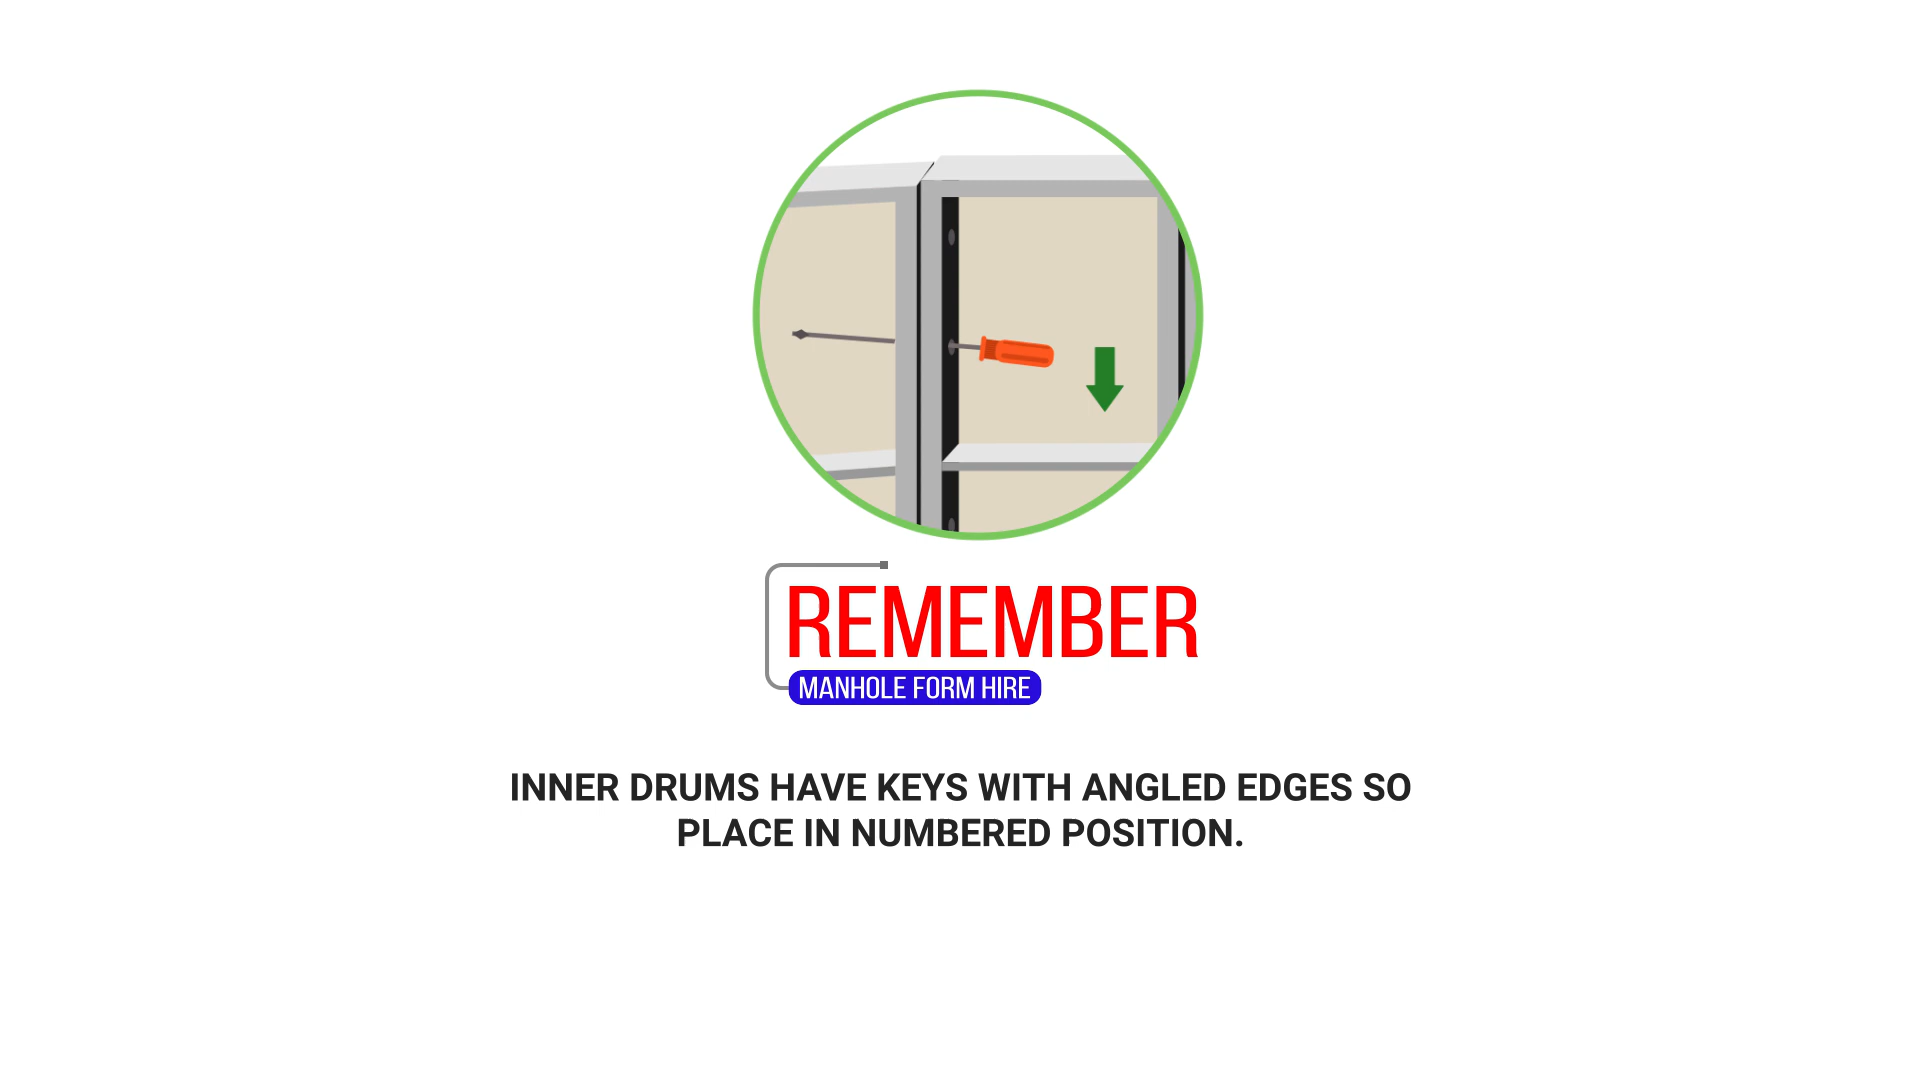 REMEMBER
MANHOLE FORM HIRE
INNER DRUMS HAVE KEYS WITH ANGLED EDGES SO
PLACE IN NUMBERED POSITION.